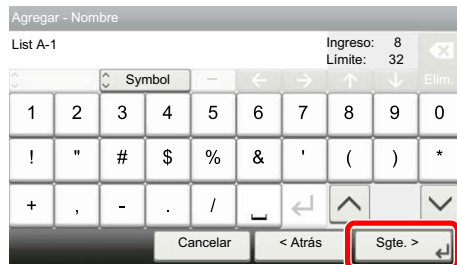 Agregar - Nombre
List A-1 Ingreso: 8
Límite: 32
Symbol Elim.
1 2 3 4 5 6 7 8 9 0
! " # $ % & ' ( ) *
+ , - . /
Cancelar < Atrás Sgte. >